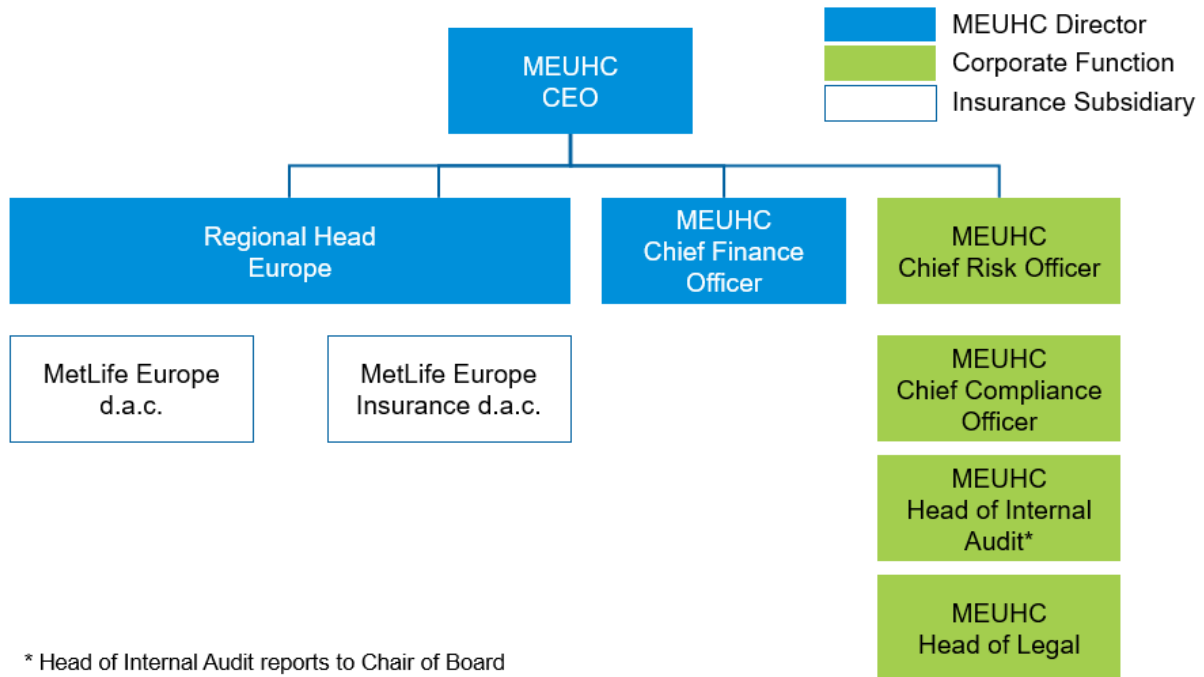 MEUHC
CEO
MEUHC Director
Corporate Function
Insurance Subsidiary
Regional Head
Europe
MEUHC
Chief Finance
Officer
MEUHC
Chief Risk Officer
MetLife Europe
d.a.c.
MetLife Europe
Insurance d.a.c.
MEUHC
Chief Compliance
Officer
MEUHC
Head of Internal
Audit*
MEUHC
Head of Legal
* Head of Internal Audit reports to Chair of Board